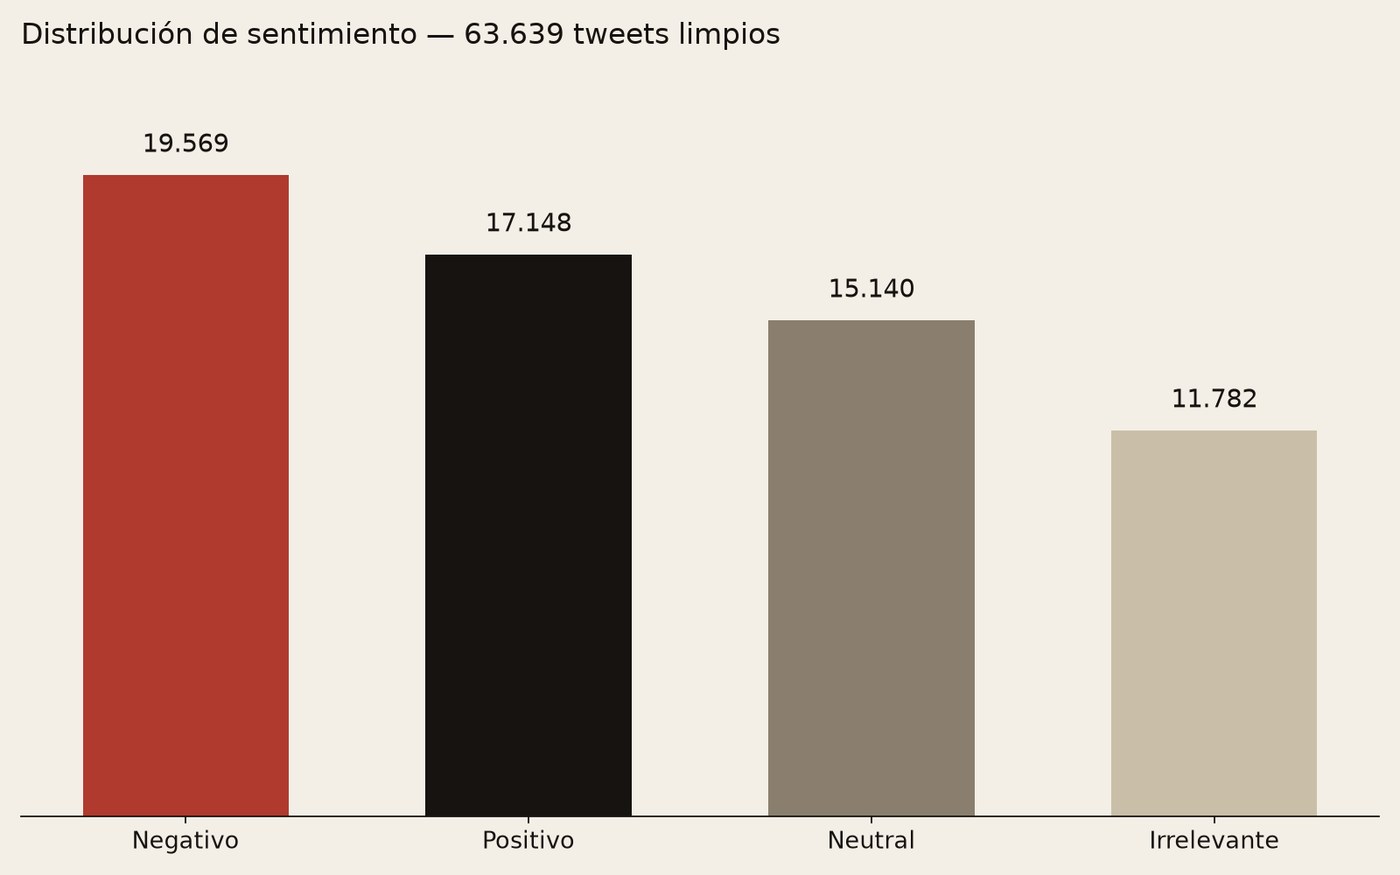 Distribución de sentimiento — 63.639 tweets limpios
19.569
17.148
15.140
11.782
Negativo
Positivo
Neutral
Irrelevante